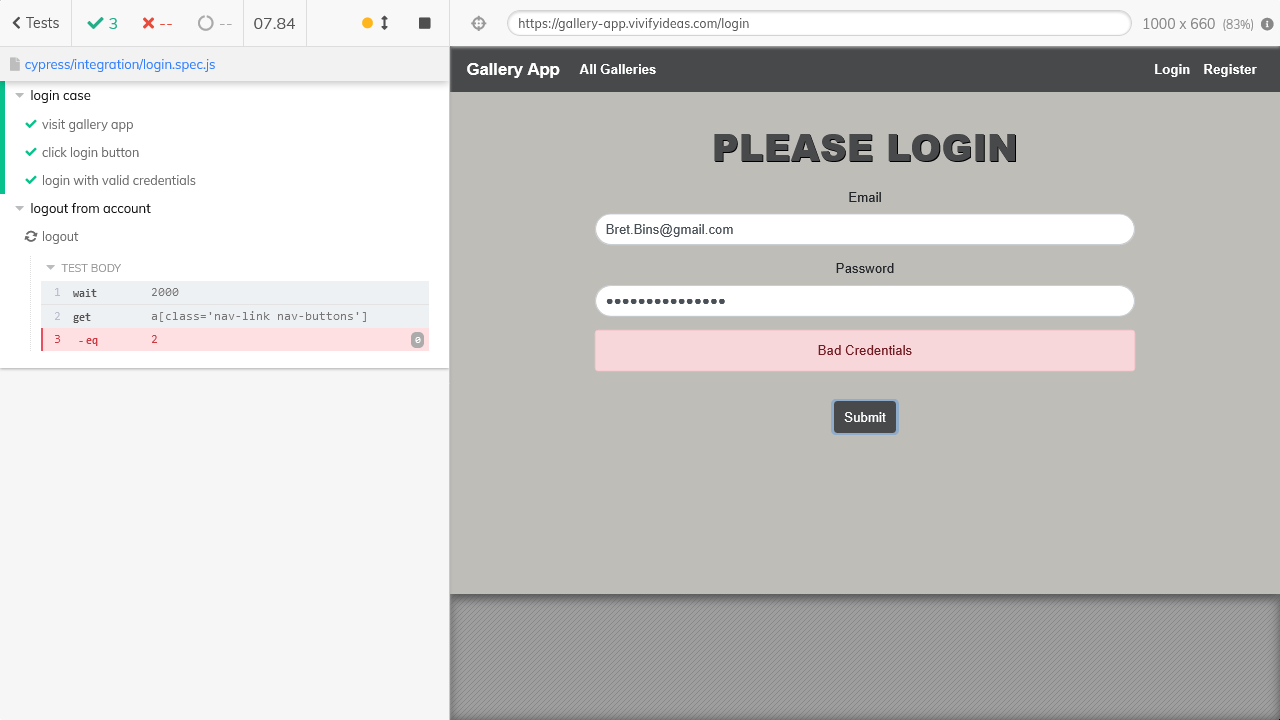 Tests
3
--
--
07.84
https://gallery-app.vivifyideas.com/login
1000 x 660 (83%)
cypress/integration/login.spec.js
login case
visit gallery app
click login button
login with valid credentials
logout from account
logout
TEST BODY
1 wait 2000
2 get a[class='nav-link nav-buttons']
3 -eq 2 0
Gallery App All Galleries Login Register
PLEASE LOGIN
Email
Bret.Bins@gmail.com
Password
•••••••••••••••
Bad Credentials
Submit